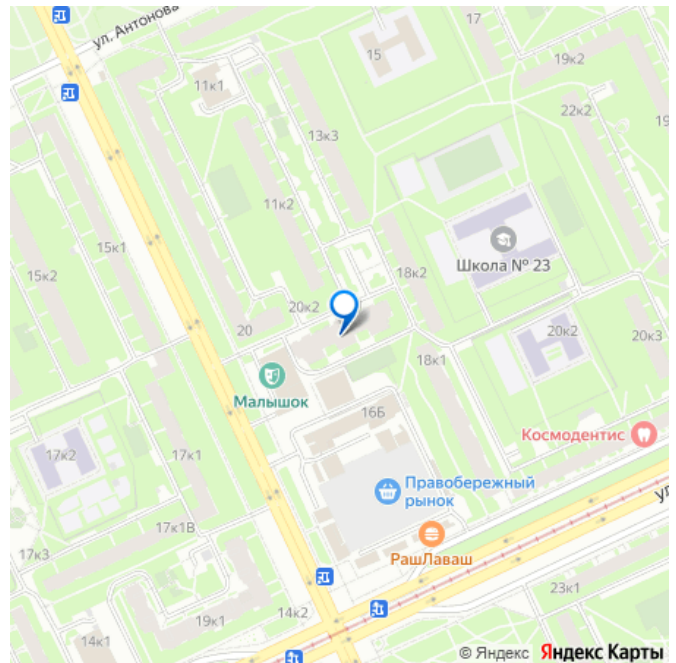 ул. Антонова
17
15
19к2
11к1
22к2
19
13к3
11к2
15к1
Школа № 23
18к2
15к2
20к2
20
20к2
20к3
18к1
Малышок
16Б
Космодентис
17к2
17к1
Правобережный
рынок
ул
17к1В
РашЛаваш
17к3
23к1
14к2
19к1
14к1
© Яндекс Яндекс Карты